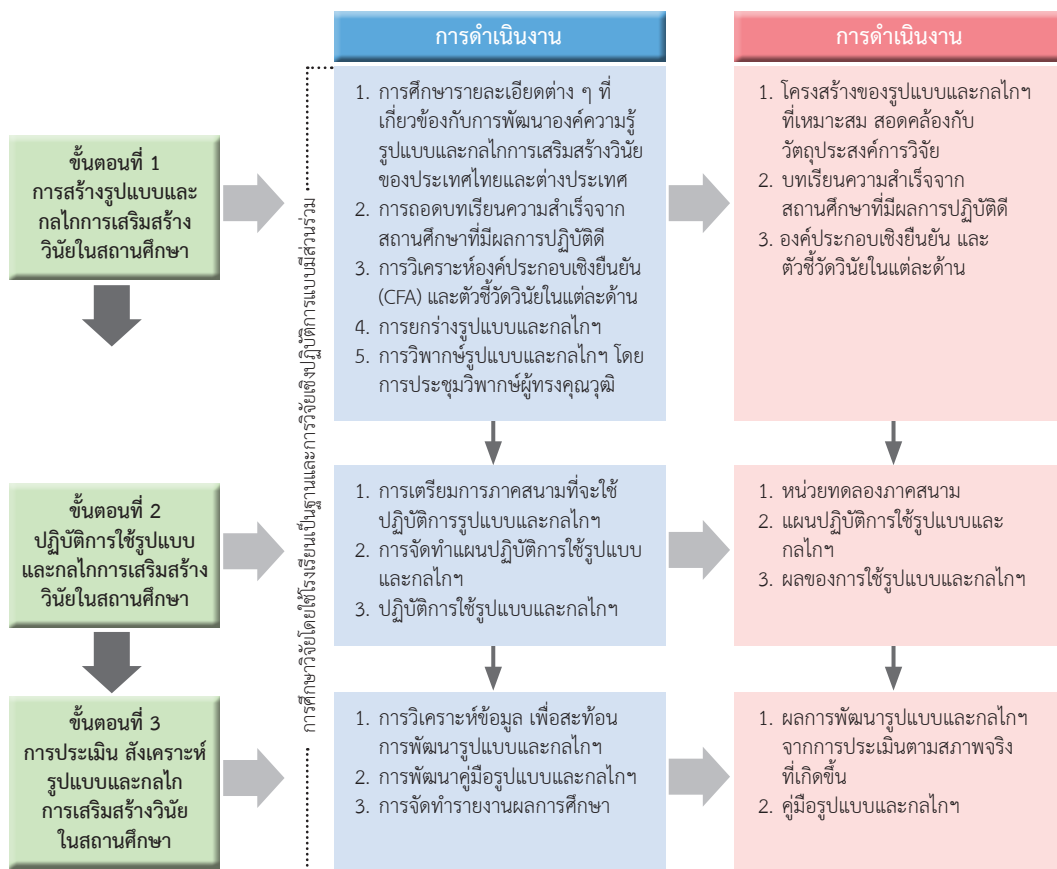 การดำเนินงาน
การดำเนินงาน
ขั้นตอนที่ 1
การสร้างรูปแบบและ
กลไกการเสริมสร้าง
วินัยในสถานศึกษา
การศึกษาวิจัยโดยใช้โรงเรียนเป็นฐานและการวิจัยเชิงปฏิบัติการแบบมีส่วนร่วม
1. การศึกษารายละเอียดต่าง ๆ ที่
เกี่ยวข้องกับการพัฒนาองค์ความรู้
รูปแบบและกลไกการเสริมสร้างวินัย
ของประเทศไทยและต่างประเทศ
2. การถอดบทเรียนความสำเร็จจาก
สถานศึกษาที่มีผลการปฏิบัติดี
3. การวิเคราะห์องค์ประกอบเชิงยืนยัน
(CFA) และตัวชี้วัดวินัยในแต่ละด้าน
4. การยกร่างรูปแบบและกลไกฯ
5. การวิพากษ์รูปแบบและกลไกฯ โดย
การประชุมวิพากษ์ผู้ทรงคุณวุฒิ
1. โครงสร้างของรูปแบบและกลไกฯ
ที่เหมาะสม สอดคล้องกับ
วัตถุประสงค์การวิจัย
2. บทเรียนความสำเร็จจาก
สถานศึกษาที่มีผลการปฏิบัติดี
3. องค์ประกอบเชิงยืนยัน และ
ตัวชี้วัดวินัยในแต่ละด้าน
ขั้นตอนที่ 2
ปฏิบัติการใช้รูปแบบ
และกลไกการเสริมสร้าง
วินัยในสถานศึกษา
1. การเตรียมการภาคสนามที่จะใช้
ปฏิบัติการรูปแบบและกลไกฯ
2. การจัดทำแผนปฏิบัติการใช้รูปแบบ
และกลไกฯ
3. ปฏิบัติการใช้รูปแบบและกลไกฯ
1. หน่วยทดลองภาคสนาม
2. แผนปฏิบัติการใช้รูปแบบและ
กลไกฯ
3. ผลของการใช้รูปแบบและกลไกฯ
ขั้นตอนที่ 3
การประเมิน สังเคราะห์
รูปแบบและกลไก
การเสริมสร้างวินัย
ในสถานศึกษา
1. การวิเคราะห์ข้อมูล เพื่อสะท้อน
การพัฒนารูปแบบและกลไกฯ
2. การพัฒนาคู่มือรูปแบบและกลไกฯ
3. การจัดทำรายงานผลการศึกษา
1. ผลการพัฒนารูปแบบและกลไกฯ
จากการประเมินตามสภาพจริง
ที่เกิดขึ้น
2. คู่มือรูปแบบและกลไกฯ